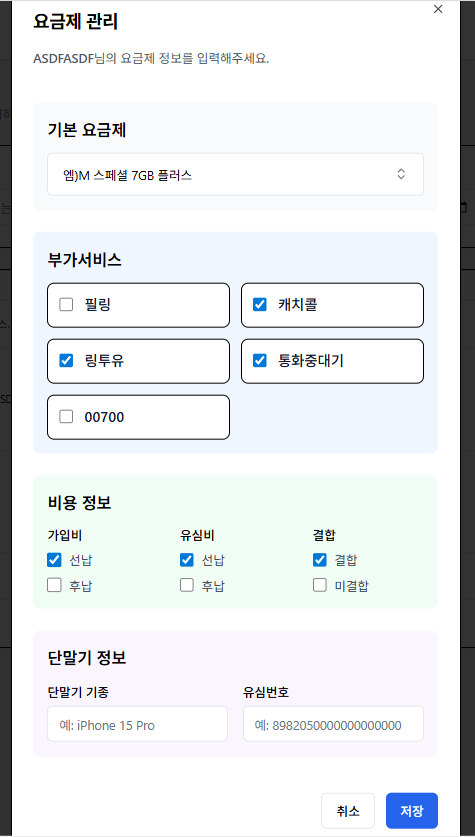 요금제 관리
ASDFASDF님의 요금제 정보를 입력해주세요.
기본 요금제
엠)M 스페셜 7GB 플러스
부가서비스
필링
캐치콜
링투유
통화중대기
00700
비용 정보
가입비
유심비
결합
선납
선납
결합
후납
후납
미결합
단말기 정보
단말기 기종
유심번호
예: iPhone 15 Pro
예: 8982050000000000000
취소
저장